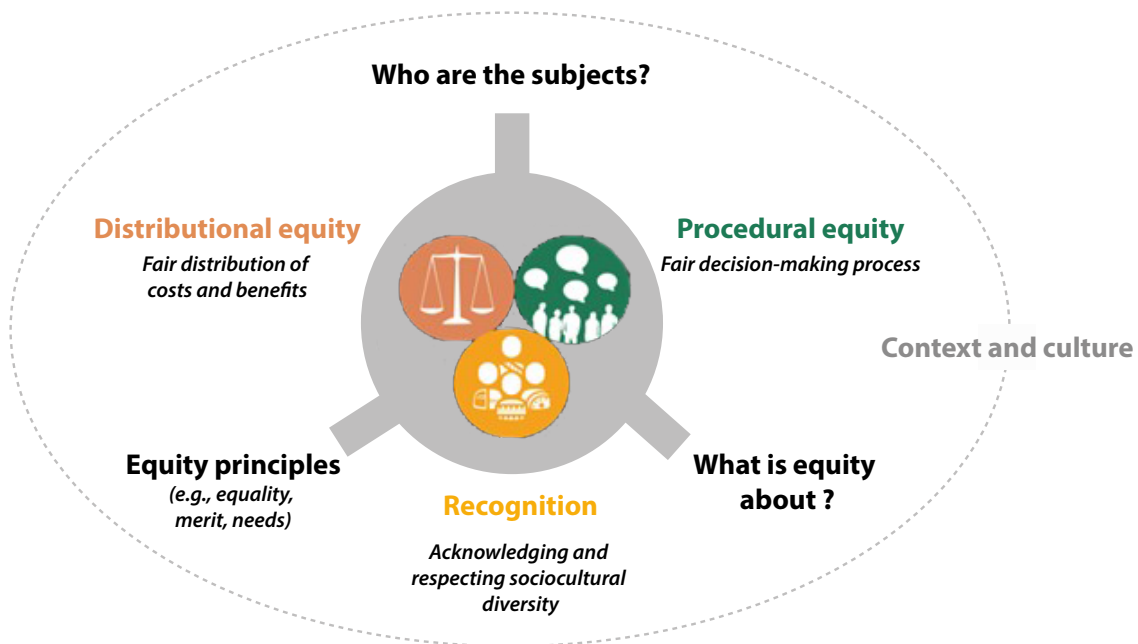 Who are the subjects?
Distributional equity
Fair distribution of
costs and benefits
Procedural equity
Fair decision-making process
Context and culture
Equity principles
(e.g., equality,
merit, needs)
Recognition
Acknowledging and
respecting sociocultural
diversity
What is equity
about ?